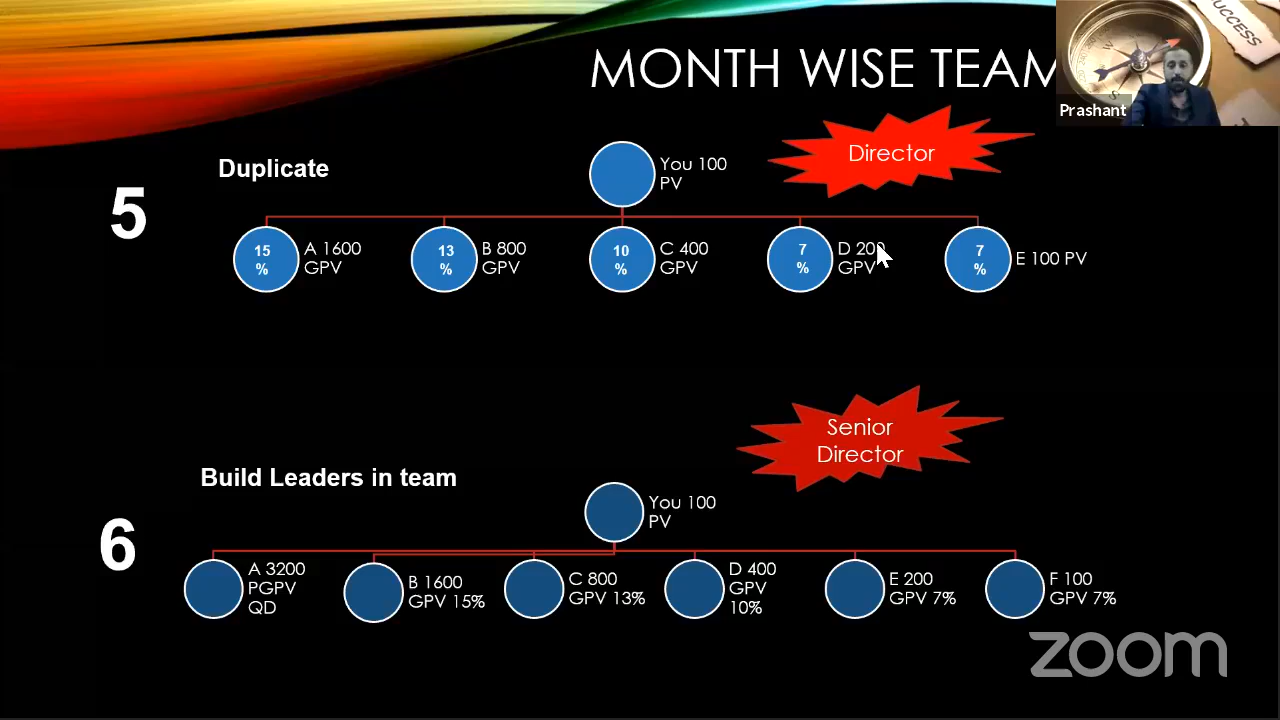 MONTH WISE TEAM
SUCCESS
Prashant
Director
Duplicate
5
You 100
PV
15
%
A 1600
GPV
13
%
B 800
GPV
10
%
C 400
GPV
7
%
D 200
GPV
7
%
E 100 PV
Senior
Director
Build Leaders in team
6
You 100
PV
A 3200
PGPV
QD
B 1600
GPV 15%
C 800
GPV 13%
D 400
GPV
10%
E 200
GPV 7%
F 100
GPV 7%
zoom